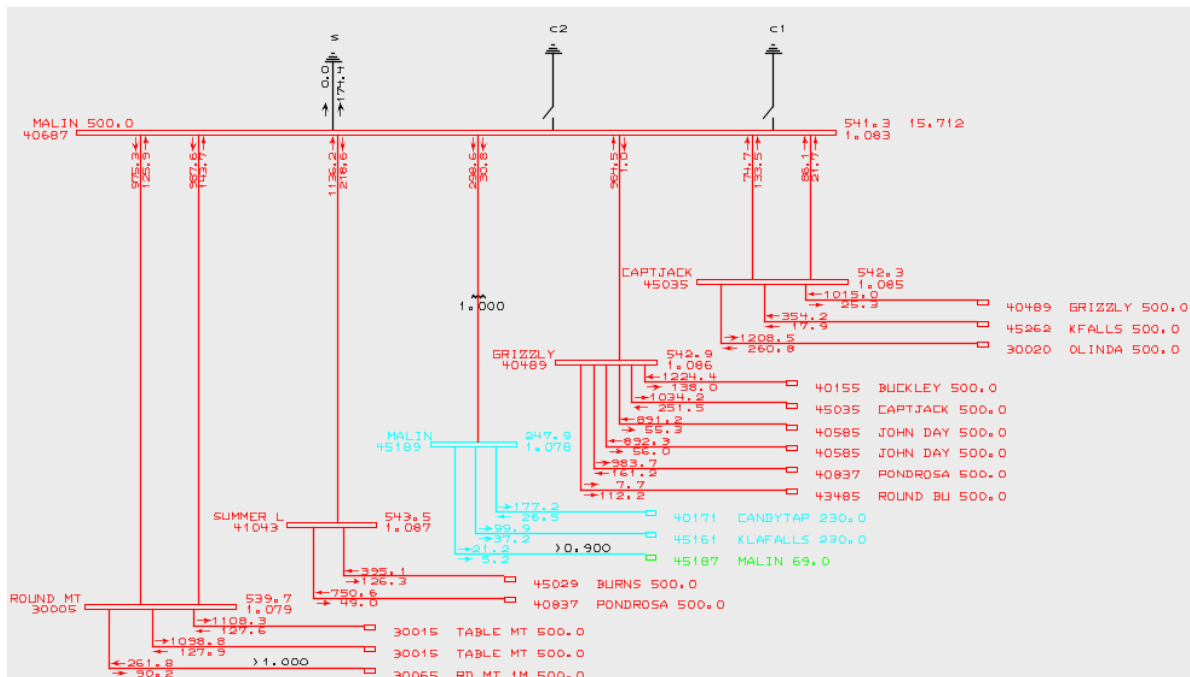 s
c2
c1
0.0
174.4
MALIN 500.0
40687
541.3 15.712
1.083
975.3
125.9
987.6
143.7
1136.2
218.6
298.6
30.8
964.5
1.0
74.7
133.5
86.1
21.7
CAPTJACK
45035
542.3
1.085
1015.0
25.3
40489 GRIZZLY 500.0
354.2
17.9
45262 KFALLS 500.0
1208.5
260.8
30020 OLINDA 500.0
1.000
GRIZZLY
40489
542.9
1.086
1224.4
138.0
40155 BUCKLEY 500.0
1034.2
251.5
45035 CAPTJACK 500.0
891.2
55.3
40585 JOHN DAY 500.0
892.3
56.0
40585 JOHN DAY 500.0
983.7
161.2
40837 PONDROSA 500.0
7.7
112.2
43485 ROUND BU 500.0
MALIN
45189
247.9
1.078
177.2
26.5
40171 CANBYTAP 230.0
99.9
37.2
45161 KLAFALLS 230.0
21.2
5.2
>0.900
45187 MALIN 69.0
SUMMER L
41043
543.5
1.087
395.1
126.3
45029 BURNS 500.0
750.6
49.0
40837 PONDROSA 500.0
ROUND MT
30005
539.7
1.079
1108.3
127.6
30015 TABLE MT 500.0
1098.8
127.9
30015 TABLE MT 500.0
261.8
90.2
>1.000
30065 RD MT 1M 500.0